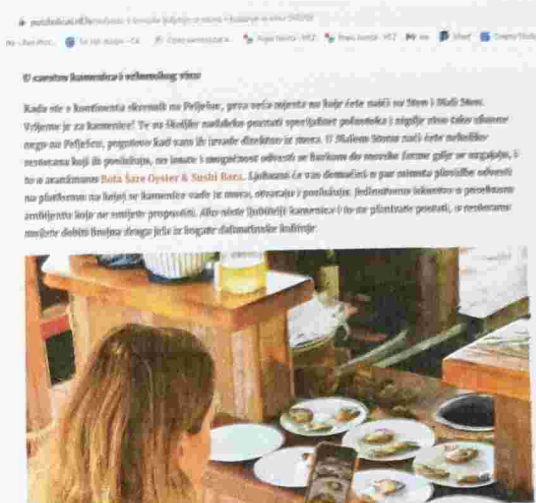 U carstvu kamenica i vrhunskog vina
Kada ste s kontinenta skrenuli na Pelješac, prva veća mjesta na koje ćete naići su Ston i Mali Ston.
Vrijeme je za kamenice! Te su školjke nadaleko poznati specijalitet poluotoka i nigdje nisu tako ukusne
nego na Pelješcu, pogotovo kad vam ih izvade direktno iz mora. U Malom Stonu naći ćete nekoliko
restorana koji ih poslužuju, no imate i mogućnost odvesti se barkom do morske farme gdje se uzgajaju, i
to u aranžmanu Bota Šare Oyster & Sushi Bara. Ljubazni će vas domaćini u par minuta plovidbe odvesti
na platformu na kojoj se kamenice vade iz mora, otvaraju i poslužuju. Jedinstveno iskustvo u prekrasnom
ambijentu koje ne smijete propustiti. Ako niste ljubitelji kamenica i to ne planirate postati, u restoranu
možete dobiti brojna druga jela iz bogate dalmatinske kuhinje.